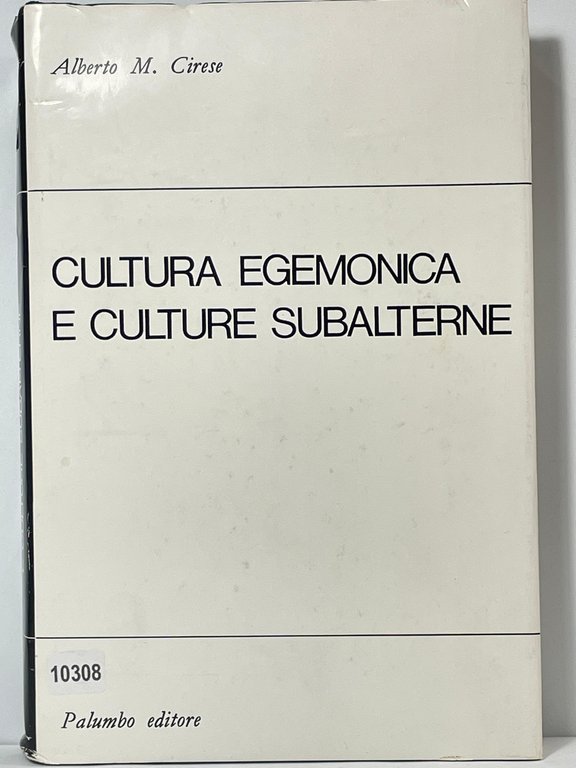 Alberto M. Cirese
CULTURA EGEMONICA
E CULTURE SUBALTERNE
10308
Palumbo editore